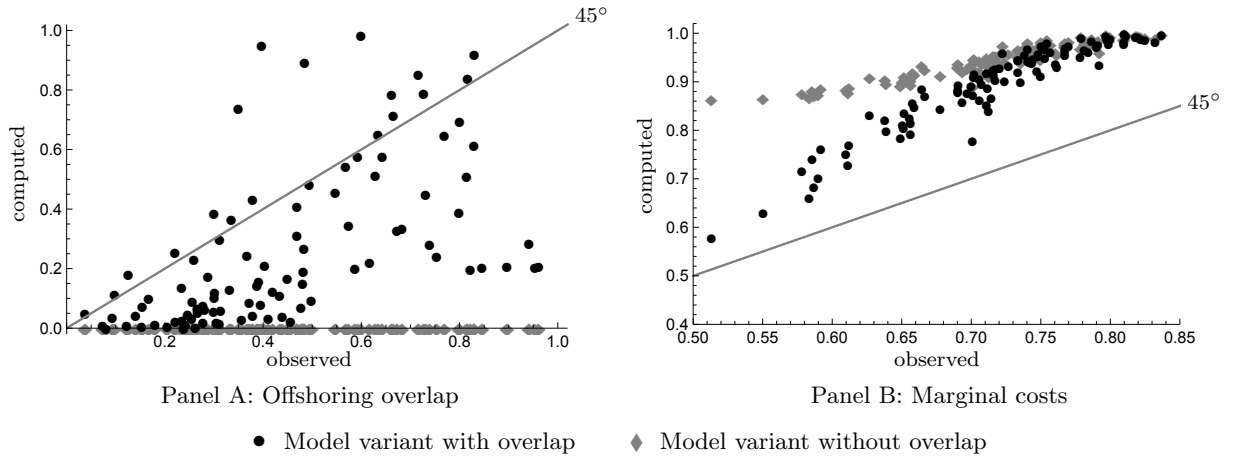 45°
1.0
0.8
0.6
0.4
0.2
0.0
computed
0.2 0.4 0.6 0.8 1.0
observed
Panel A: Offshoring overlap
45°
1.0
0.9
0.8
0.7
0.6
0.5
0.4
computed
0.50 0.55 0.60 0.65 0.70 0.75 0.80 0.85
observed
Panel B: Marginal costs
Model variant with overlap Model variant without overlap